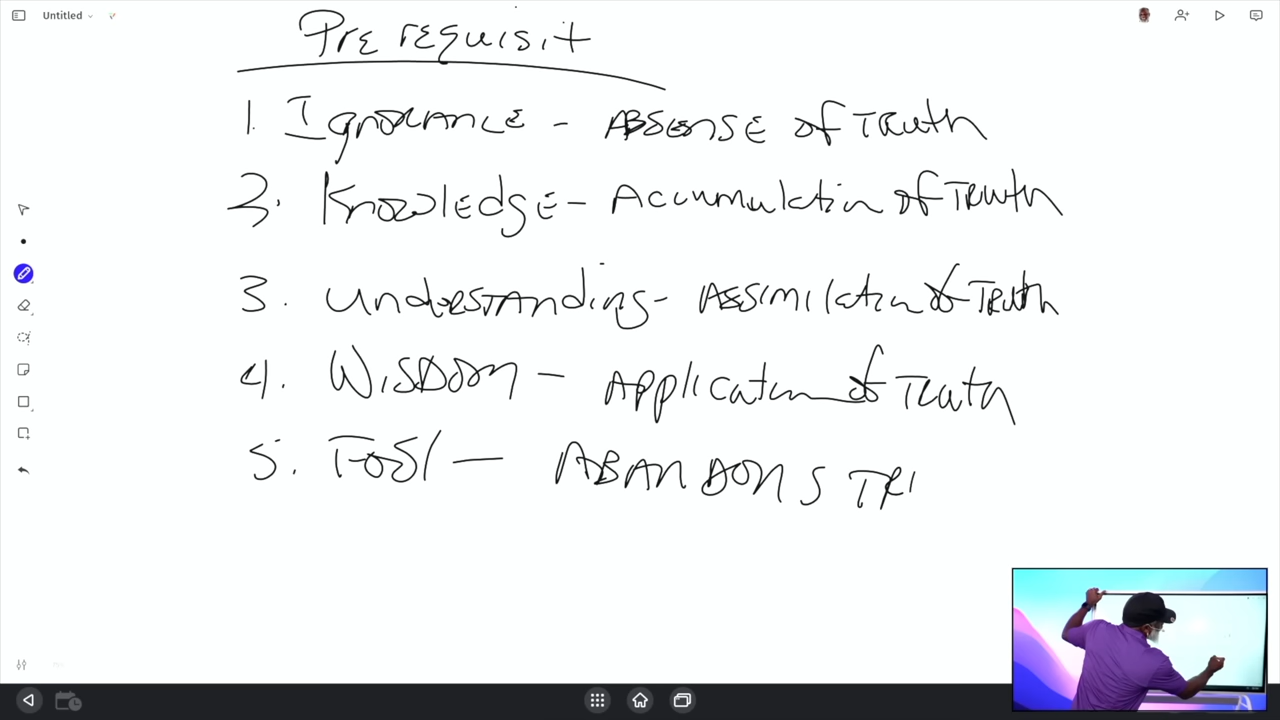 Untitled
Prerequisit
1. Ignorance - Absense of Truth
2. Knowledge - Accumulation of Truth
3. Understanding - Assimilation of Truth
4. Wisdom - Application of Truth
5. Fool - Abandons Tr